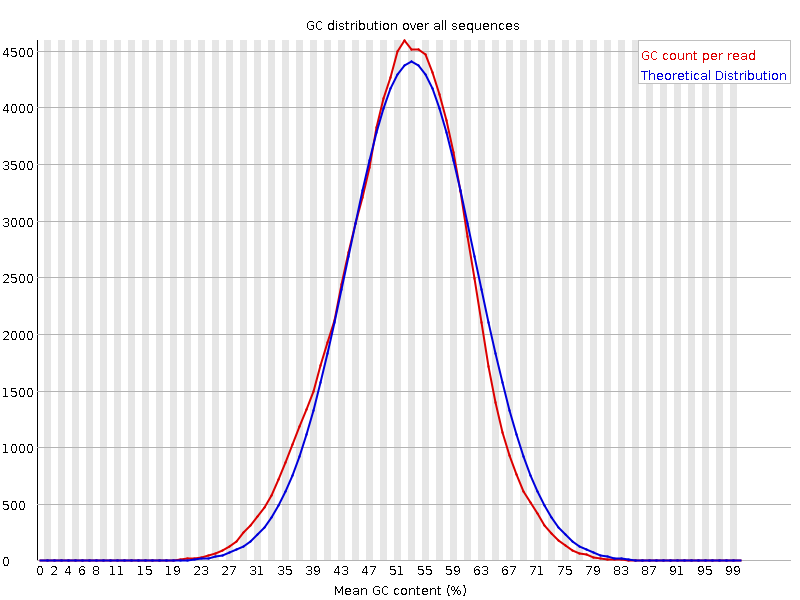 GC distribution over all sequences
GC count per read
Theoretical Distribution
4500
4000
3500
3000
2500
2000
1500
1000
500
0
0 2 4 6 8 11 15 19 23 27 31 35 39 43 47 51 55 59 63 67 71 75 79 83 87 91 95 99
Mean GC content (%)